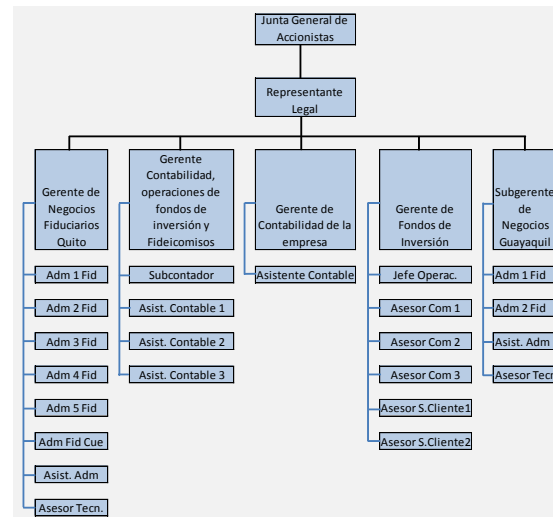 Junta General de
Accionistas
Representante
Legal
Gerente de
Negocios
Fiduciarios
Quito
Adm 1 Fid
Adm 2 Fid
Adm 3 Fid
Adm 4 Fid
Adm 5 Fid
Adm Fid Cue
Asist. Adm
Asesor Tecn.
Gerente
Contabilidad,
operaciones de
fondos de
inversión y
Fideicomisos
Subcontador
Asist. Contable 1
Asist. Contable 2
Asist. Contable 3
Gerente de
Contabilidad de la
empresa
Asistente Contable
Gerente de
Fondos de
Inversión
Jefe Operac.
Asesor Com 1
Asesor Com 2
Asesor Com 3
Asesor S.Cliente1
Asesor S.Cliente2
Subgerente
de
Negocios
Guayaquil
Adm 1 Fid
Adm 2 Fid
Asist. Adm
Asesor Tecn